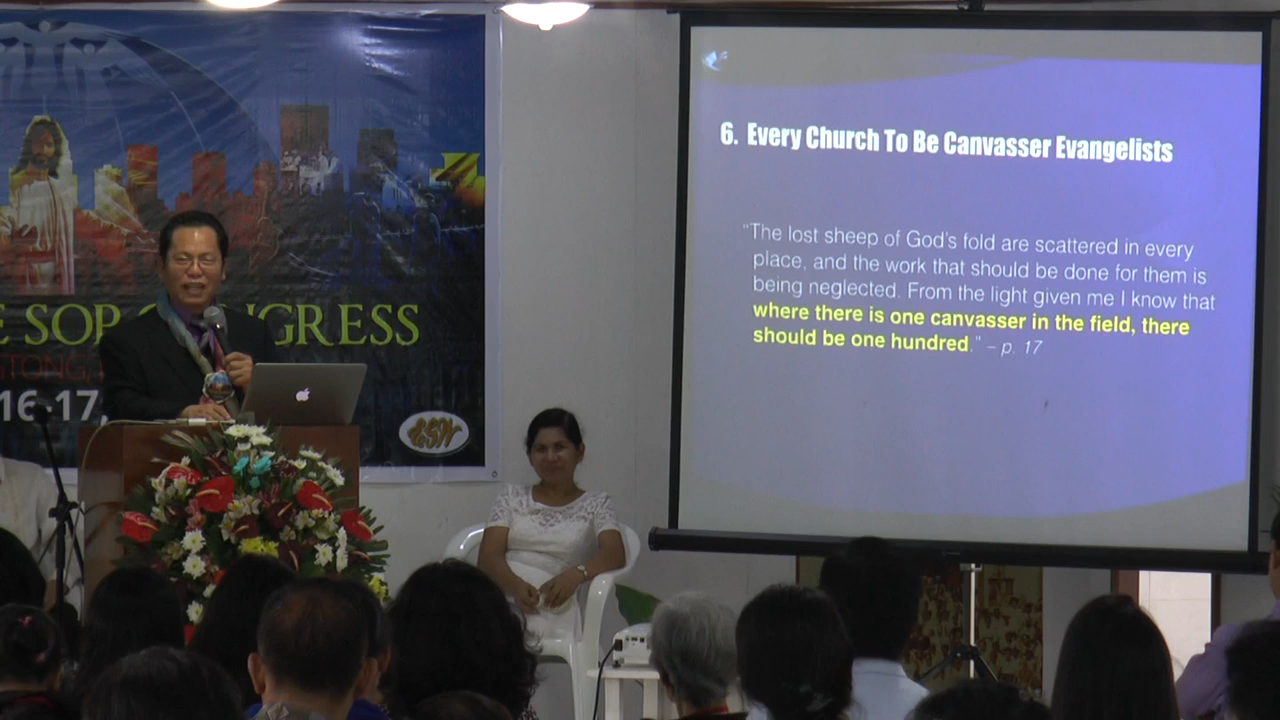 E SOP CONGRESS
16-17,
6. Every Church To Be Canvasser Evangelists
“The lost sheep of God’s fold are scattered in every
place, and the work that should be done for them is
being neglected. From the light given me I know that
where there is one canvasser in the field, there
should be one hundred.” – p. 17